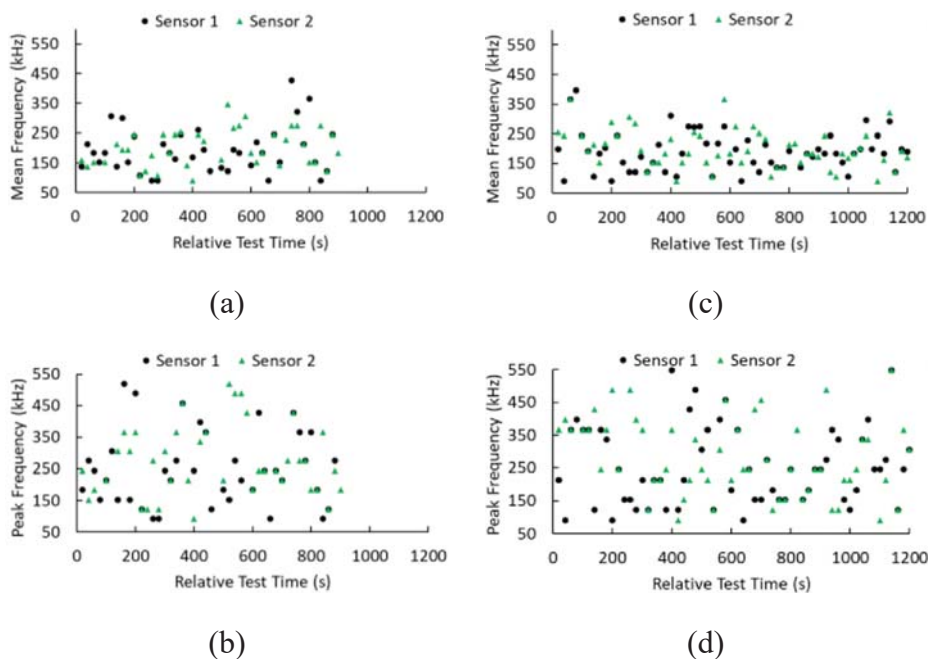 Sensor 1 Sensor 2
550
450
350
250
150
50
Mean Frequency (kHz)
0 200 400 600 800 1000 1200
Relative Test Time (s)
(a)
Sensor 1 Sensor 2
550
450
350
250
150
50
Mean Frequency (kHz)
0 200 400 600 800 1000 1200
Relative Test Time (s)
(c)
Sensor 1 Sensor 2
550
450
350
250
150
50
Peak Frequency (kHz)
0 200 400 600 800 1000 1200
Relative Test Time (s)
(b)
Sensor 1 Sensor 2
550
450
350
250
150
50
Peak Frequency (kHz)
0 200 400 600 800 1000 1200
Relative Test Time (s)
(d)